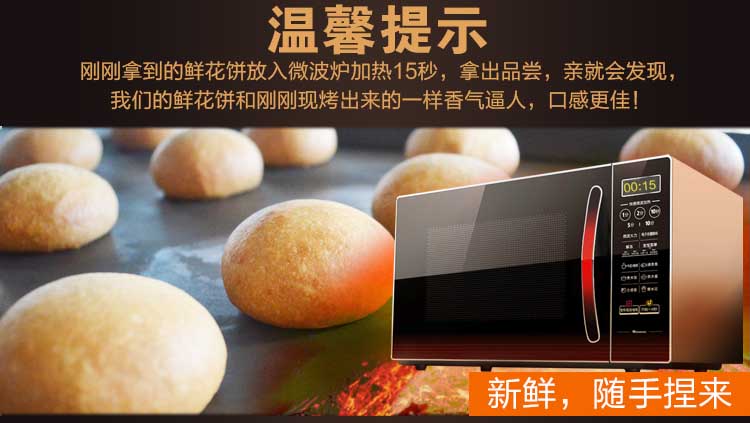 温馨提示
刚刚拿到的鲜花饼放入微波炉加热15秒，拿出品尝，亲就会发现，
我们的鲜花饼和刚刚现烤出来的一样香气逼人，口感更佳！
00:15
新鲜，随手捏来